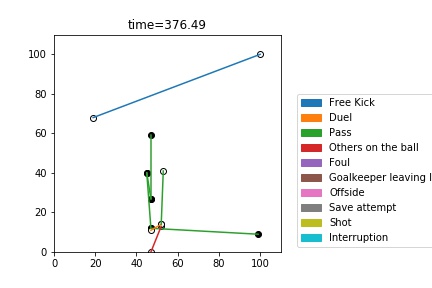 time=376.49
100
80
60
40
20
0
0 20 40 60 80 100
Free Kick
Duel
Pass
Others on the ball
Foul
Goalkeeper leaving l
Offside
Save attempt
Shot
Interruption